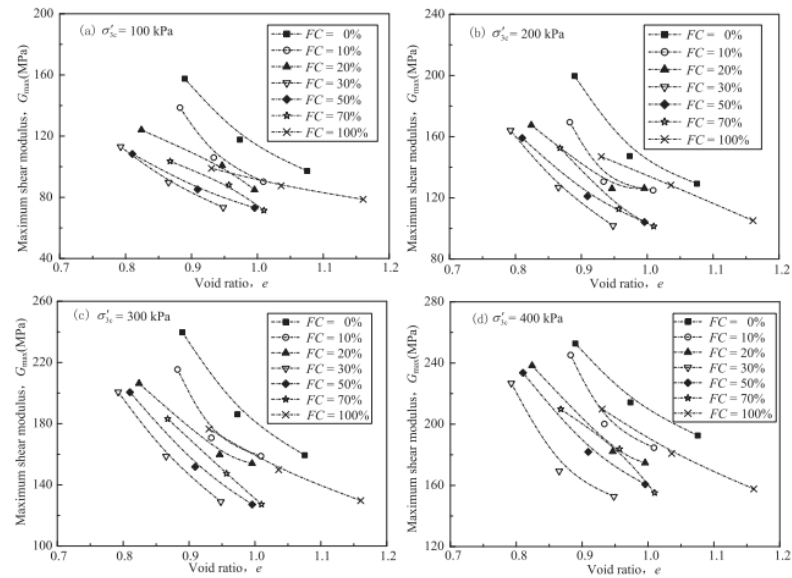 (a) σ′3c = 100 kPa
FC = 0%
FC = 10%
FC = 20%
FC = 30%
FC = 50%
FC = 70%
FC = 100%
Maximum shear modulus, Gmax(MPa)
200
160
120
80
40
0.7 0.8 0.9 1.0 1.1 1.2
Void ratio, e
(b) σ′3c = 200 kPa
FC = 0%
FC = 10%
FC = 20%
FC = 30%
FC = 50%
FC = 70%
FC = 100%
Maximum shear modulus, Gmax(MPa)
240
200
160
120
80
0.7 0.8 0.9 1.0 1.1 1.2
Void ratio, e
(c) σ′3c = 300 kPa
FC = 0%
FC = 10%
FC = 20%
FC = 30%
FC = 50%
FC = 70%
FC = 100%
Maximum shear modulus, Gmax(MPa)
260
220
180
140
100
0.7 0.8 0.9 1.0 1.1 1.2
Void ratio, e
(d) σ′3c = 400 kPa
FC = 0%
FC = 10%
FC = 20%
FC = 30%
FC = 50%
FC = 70%
FC = 100%
Maximum shear modulus, Gmax(MPa)
280
240
200
160
120
0.7 0.8 0.9 1.0 1.1 1.2
Void ratio, e